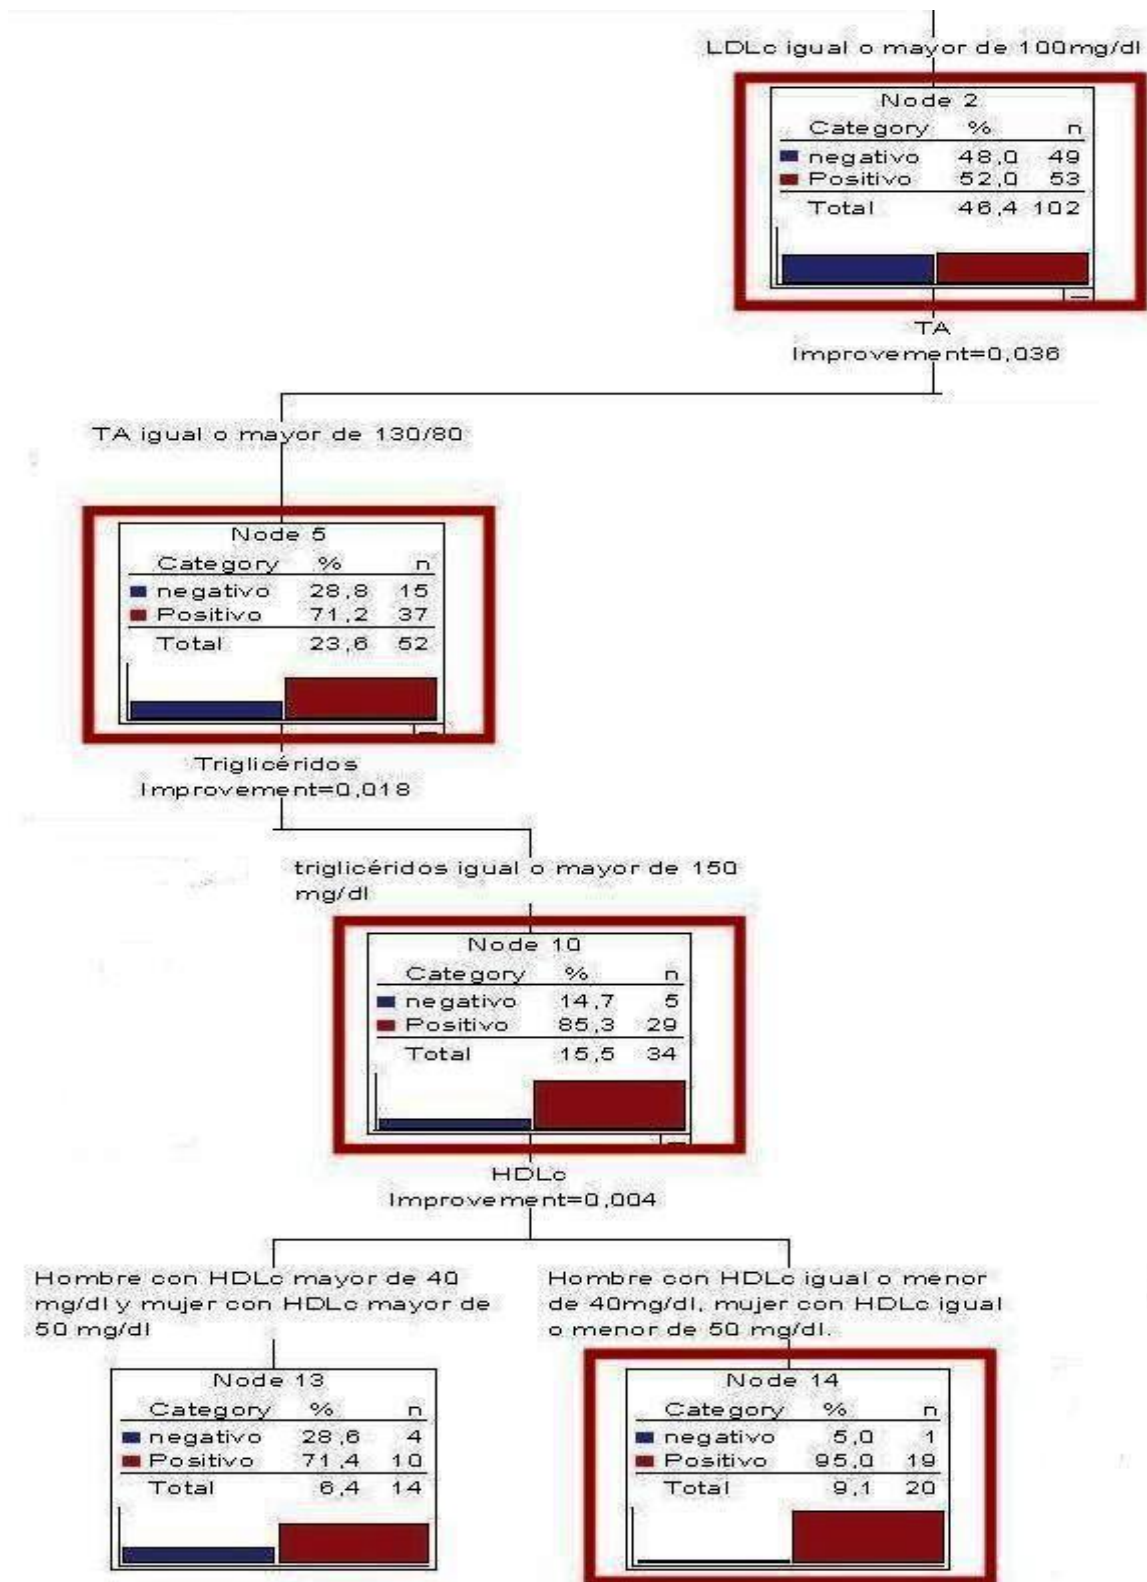 LDLc igual o mayor de 100mg/dl
Node 2
Category % n
negativo 48,0 49
Positivo 52,0 53
Total 46,4 102
TA
Improvement=0,036
TA igual o mayor de 130/80
Node 5
Category % n
negativo 28,8 15
Positivo 71,2 37
Total 23,6 52
Triglicéridos
Improvement=0,018
triglicéridos igual o mayor de 150
mg/dl
Node 10
Category % n
negativo 14,7 5
Positivo 85,3 29
Total 15,5 34
HDLc
Improvement=0,004
Hombre con HDLc mayor de 40
mg/dl y mujer con HDLc mayor de
50 mg/dl
Node 13
Category % n
negativo 28,6 4
Positivo 71,4 10
Total 6,4 14
Hombre con HDLc igual o menor
de 40mg/dl, mujer con HDLc igual
o menor de 50 mg/dl.
Node 14
Category % n
negativo 5,0 1
Positivo 95,0 19
Total 9,1 20